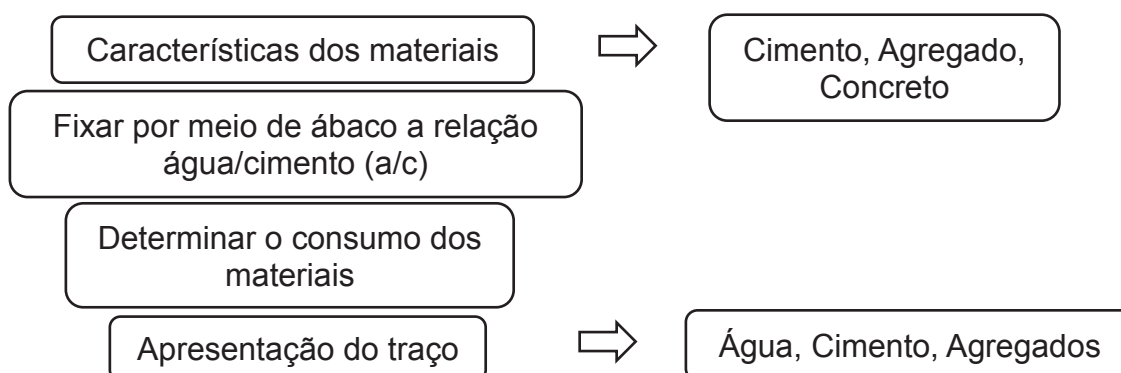 Características dos materiais
Cimento, Agregado,
Concreto
Fixar por meio de ábaco a relação
água/cimento (a/c)
Determinar o consumo dos
materiais
Apresentação do traço
Água, Cimento, Agregados